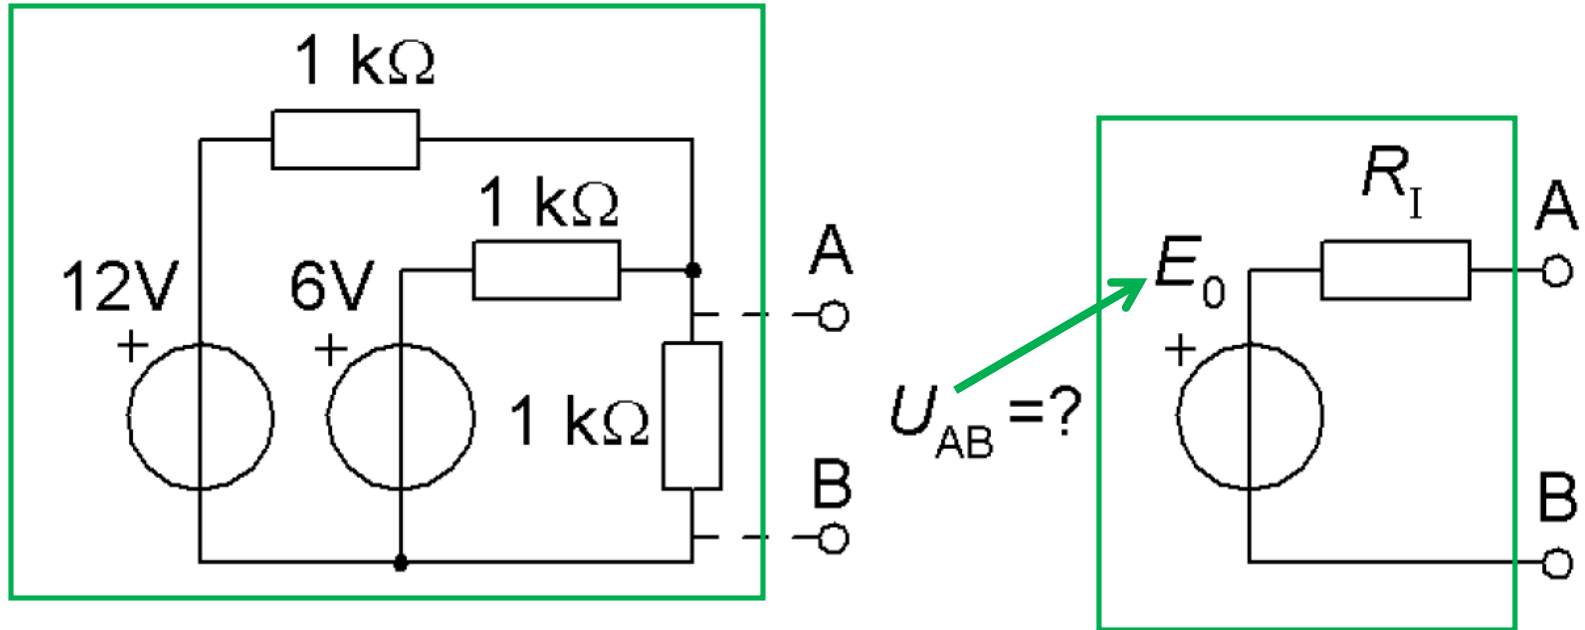 1 kΩ
1 kΩ
12V
6V
+
+
1 kΩ
A
B
U_AB =?
E_0
R_I
+
A
B